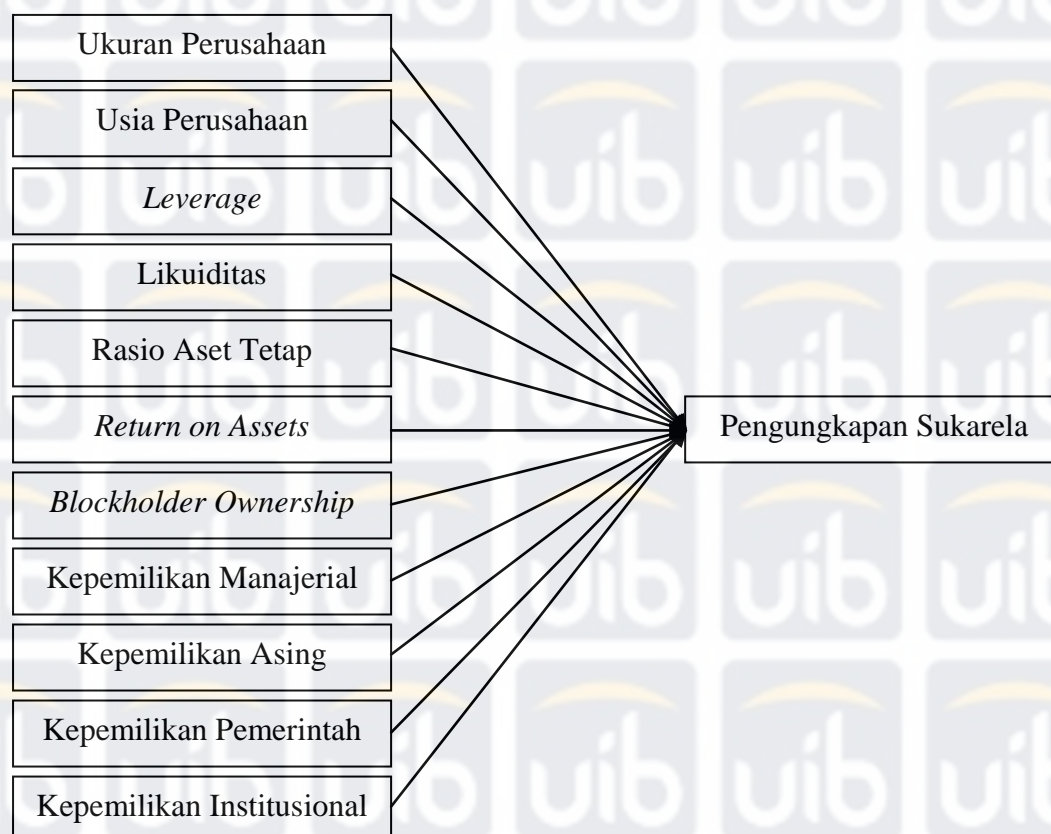 Ukuran Perusahaan
Usia Perusahaan
Leverage
Likuiditas
Rasio Aset Tetap
Return on Assets
Pengungkapan Sukarela
Blockholder Ownership
Kepemilikan Manajerial
Kepemilikan Asing
Kepemilikan Pemerintah
Kepemilikan Institusional
uib